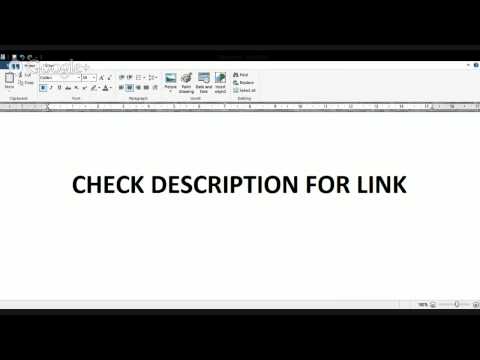 Google+
Home
View
Calibri
Paste
Cut
Copy
Clipboard
Font
Paragraph
Picture
Paint drawing
Date and time
Insert object
Insert
Find
Replace
Select all
Editing
CHECK DESCRIPTION FOR LINK
100%